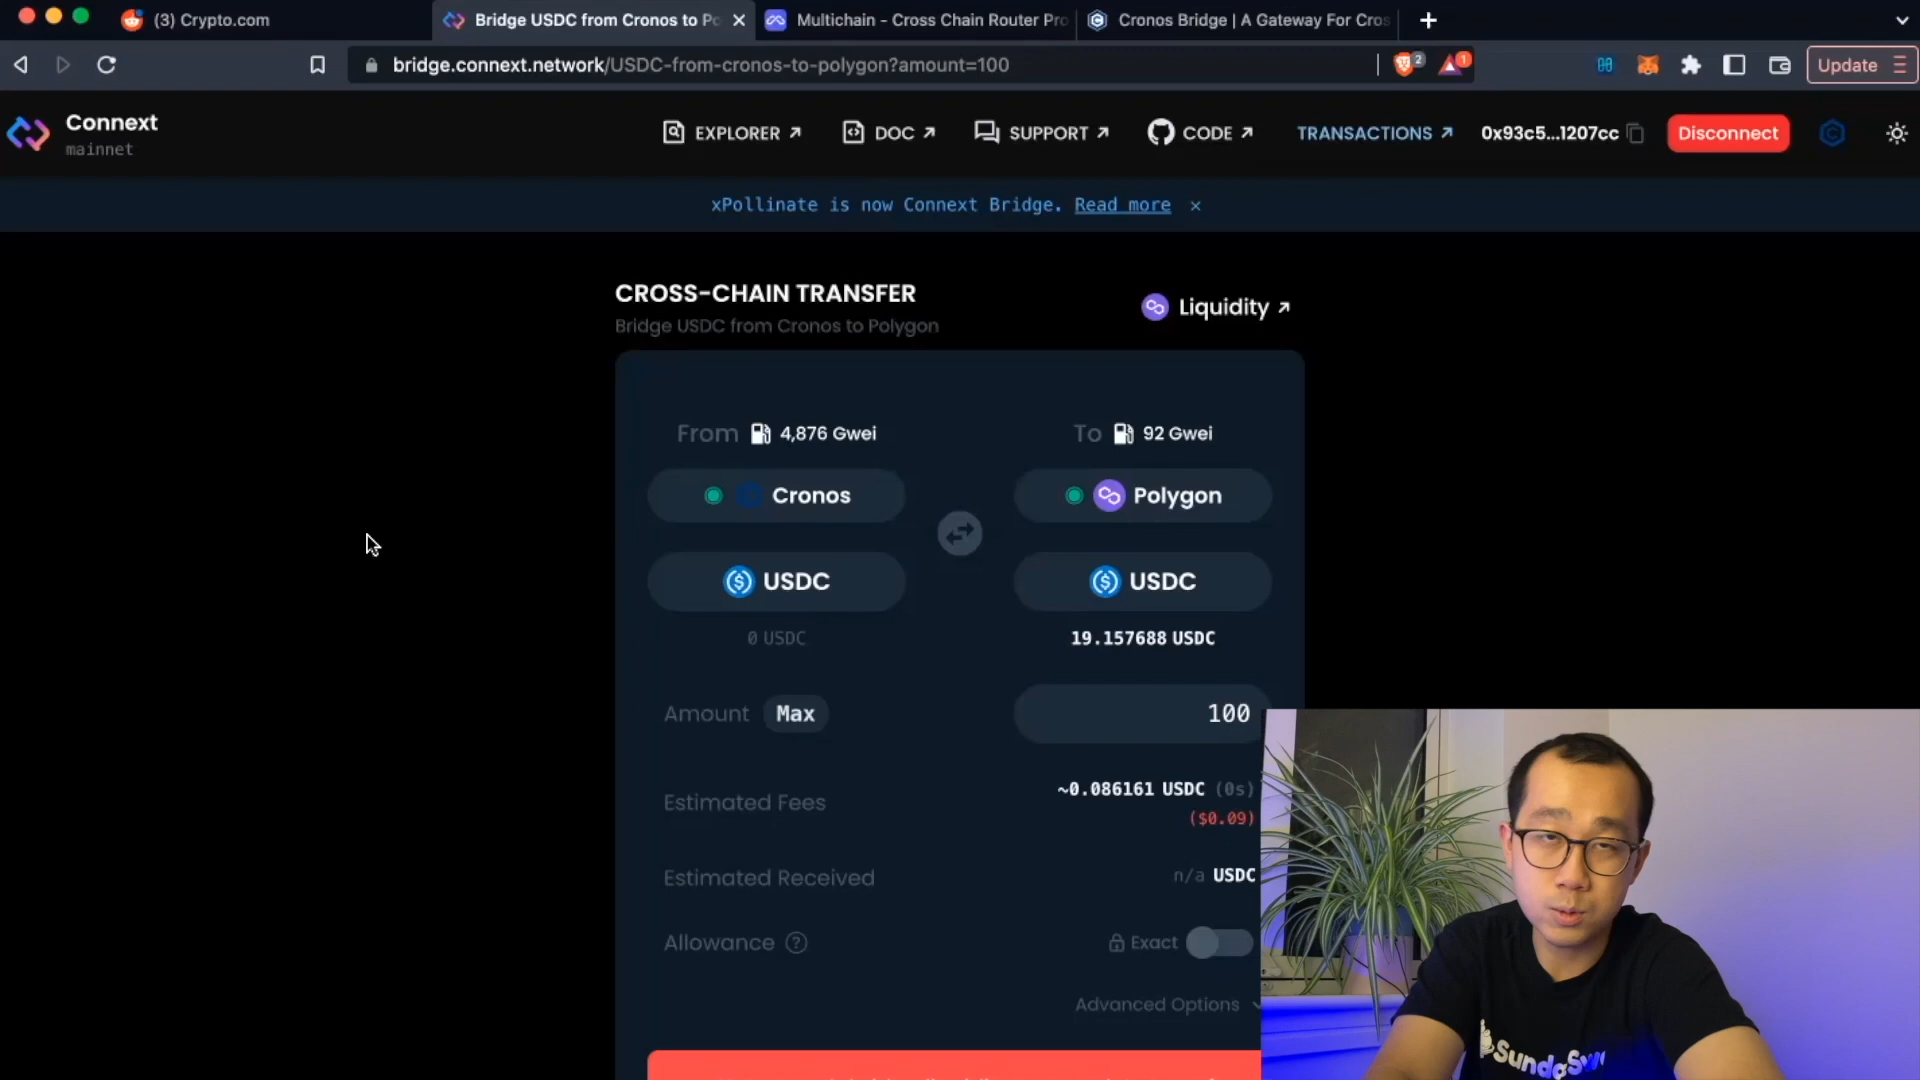 (3) Crypto.com
Bridge USDC from Cronos to Po
Multichain - Cross Chain Router Pro
Cronos Bridge | A Gateway For Cros
bridge.connext.network/USDC-from-cronos-to-polygon?amount=100
2
1
Update
Connext
mainnet
EXPLORER
DOC
SUPPORT
CODE
TRANSACTIONS
0x93c5...1207cc
Disconnect
xPollinate is now Connext Bridge. Read more ×
CROSS-CHAIN TRANSFER
Bridge USDC from Cronos to Polygon
Liquidity
From 4,876 Gwei
To 92 Gwei
Cronos
Polygon
USDC
USDC
0 USDC
19.157688 USDC
Amount Max
100
Estimated Fees
~0.086161 USDC (0s)
($0.09)
Estimated Received
n/a USDC
Allowance ?
Exact
Advanced Options